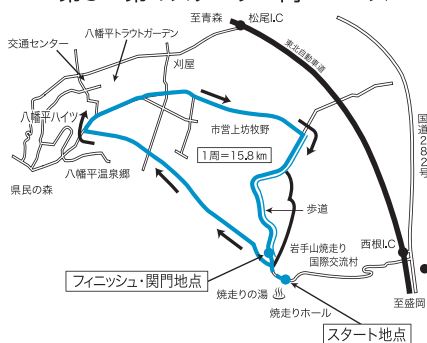 至青森
松尾I.C
八幡平トラウトガーデン
交通センター
刈屋
東北自動車道
国道282号
八幡平ハイツ
市営上坊牧野
1周=15.8km
県民の森
八幡平温泉郷
歩道
岩手山焼走り
国際交流村
西根I.C
フィニッシュ・関門地点
焼走りの湯
至盛岡
焼走りホール
スタート地点